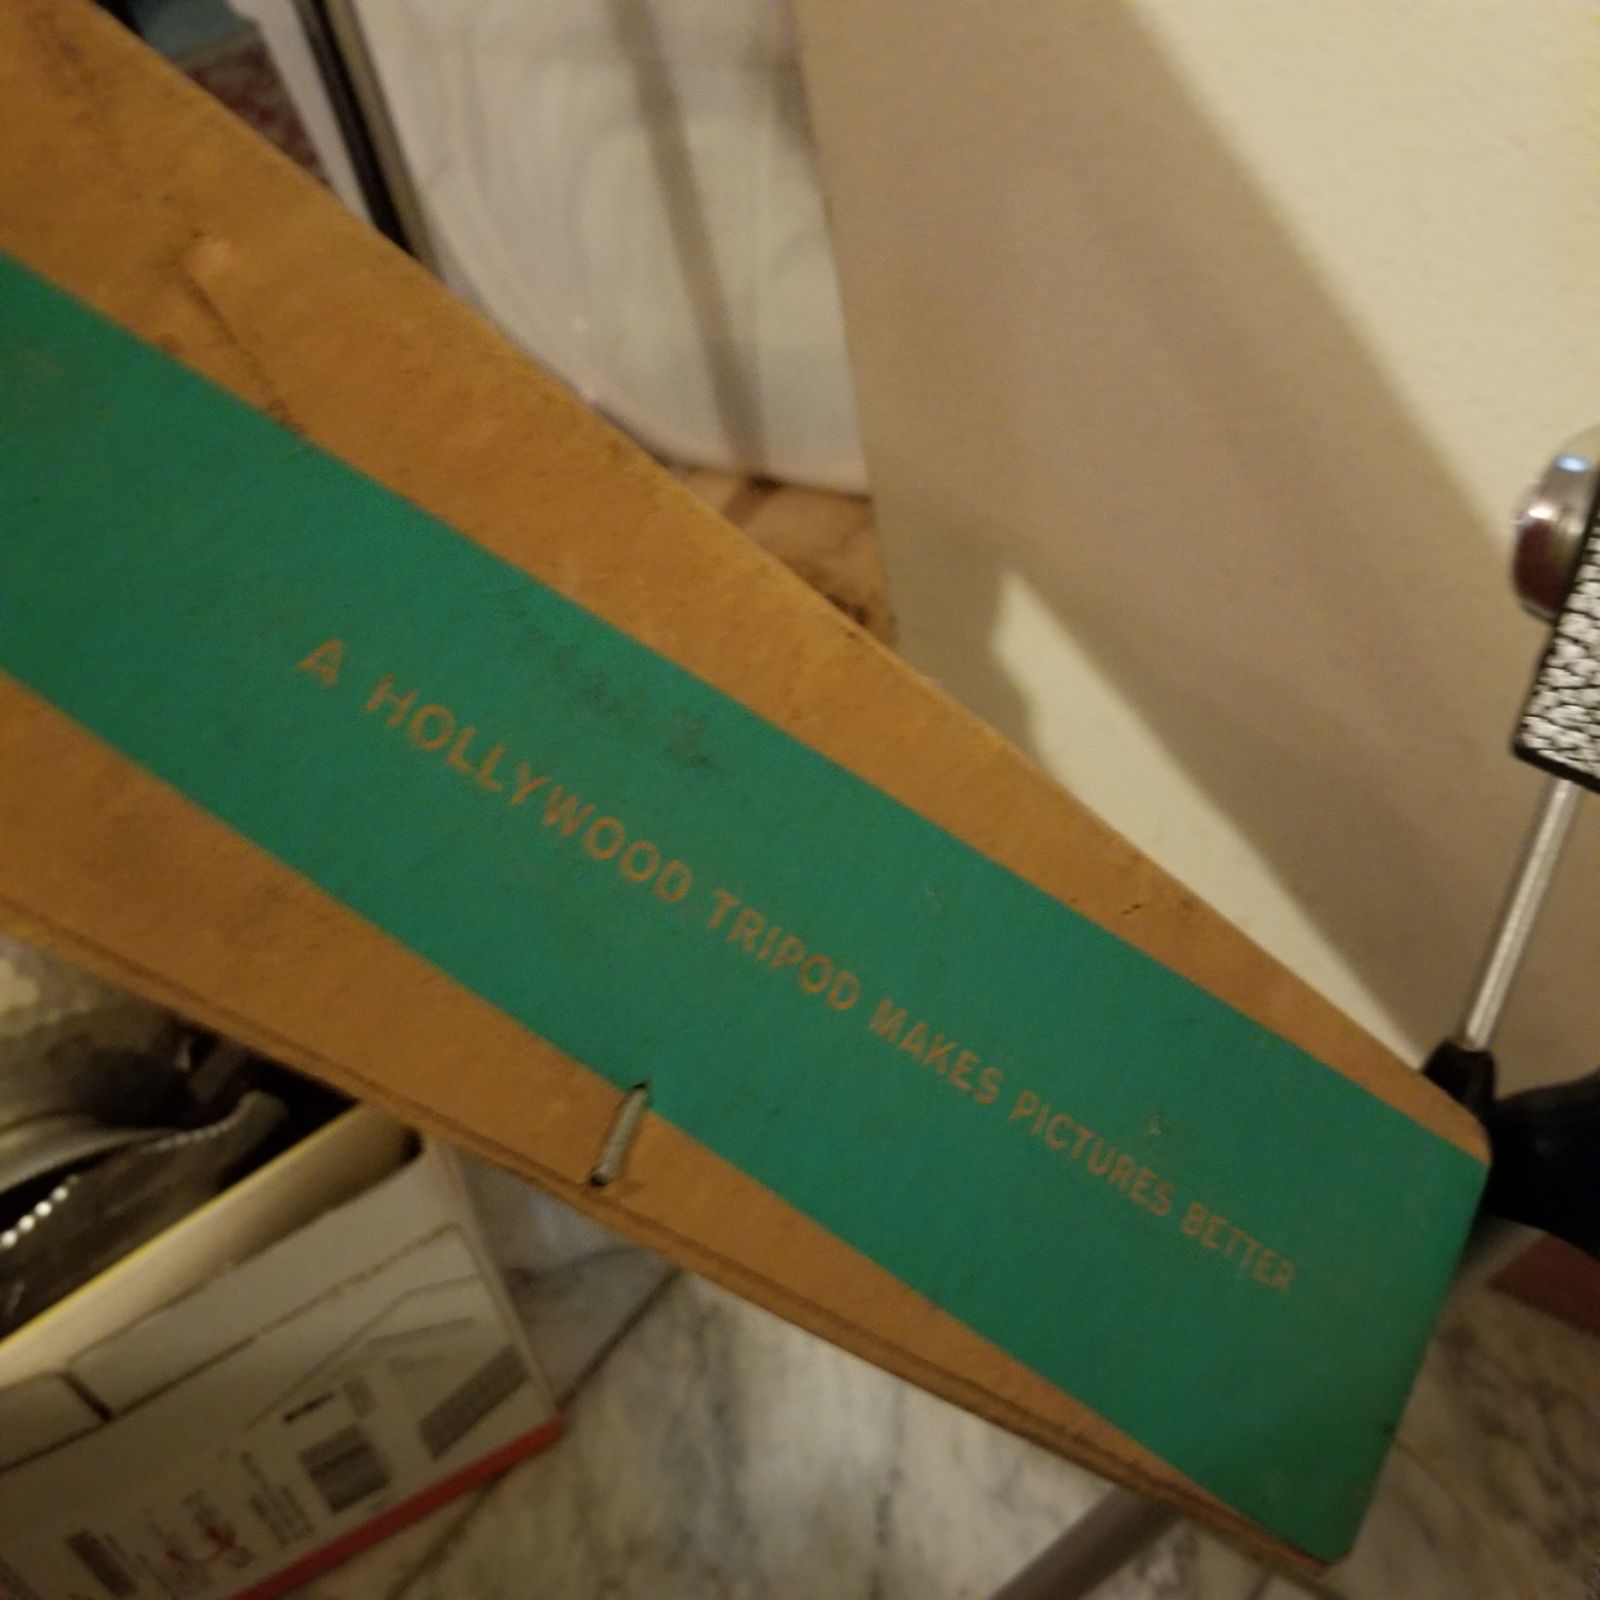 A HOLLYWOOD TRIPOD MAKES PICTURES BETTER